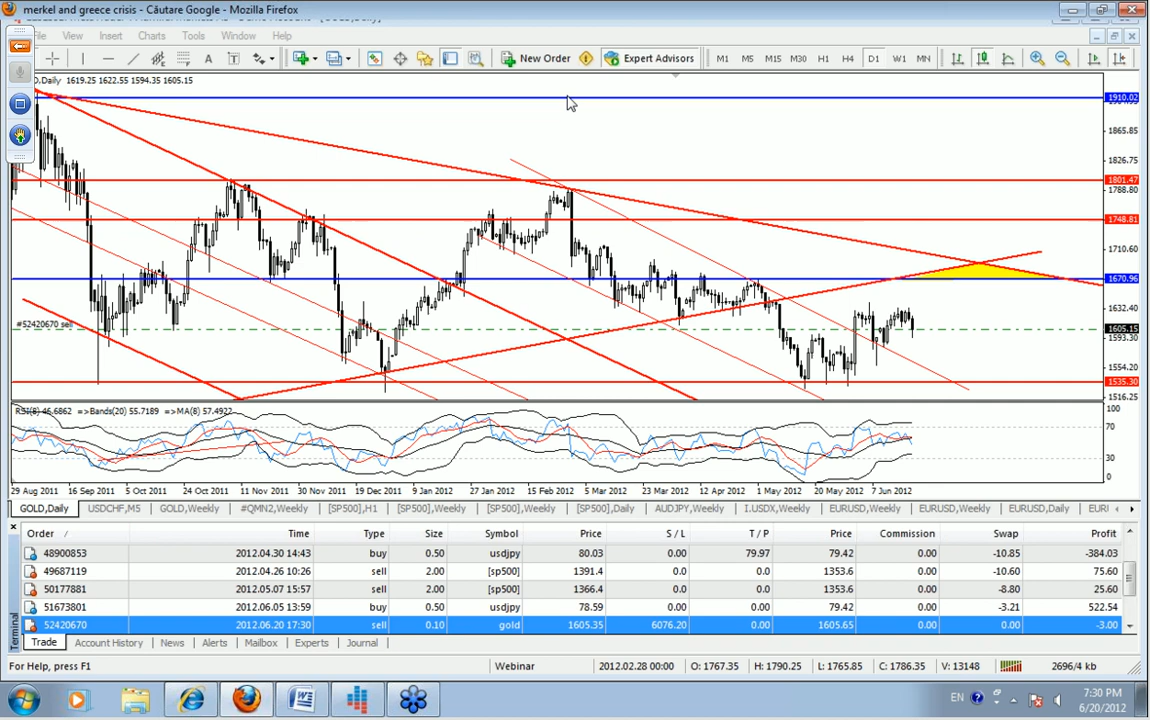 merkel and greece crisis - Căutare Google - Mozilla Firefox
View Insert Charts Tools Window Help
A T New Order Expert Advisors M1 M5 M15 M30 H1 H4 D1 W1 MN
Daily 1619.25 1622.55 1594.35 1605.15
1910.02
1865.85
1826.75
1801.47
1788.80
1748.81
1710.60
1670.96
1632.40
#52420670 sell
1605.15
1593.30
1554.20
1535.30
1516.25
RSI(8) 46.6862 =>Bands(20) 55.7189 =>MA(8) 57.4922
100
70
30
0
29 Aug 2011 16 Sep 2011 5 Oct 2011 24 Oct 2011 11 Nov 2011 30 Nov 2011 19 Dec 2011 9 Jan 2012 27 Jan 2012 15 Feb 2012 5 Mar 2012 23 Mar 2012 12 Apr 2012 1 May 2012 20 May 2012 7 Jun 2012
GOLD,Daily USDCHF,M5 GOLD,Weekly #QMN2,Weekly [SP500],H1 [SP500],Weekly [SP500],Weekly [SP500],Daily AUDJPY,Weekly I.USDX,Weekly EURUSD,Weekly EURUSD,Weekly EURUSD,Daily
Order / Time Type Size Symbol Price S / L T / P Price Commission Swap Profit
48900853 2012.04.30 14:43 buy 0.50 usdjpy 80.03 0.00 79.97 79.42 0.00 -10.85 -384.03
49687119 2012.04.26 10:26 sell 2.00 [sp500] 1391.4 0.0 0.0 1353.6 0.00 -10.60 75.60
50177881 2012.05.07 15:57 sell 2.00 [sp500] 1366.4 0.0 0.0 1353.6 0.00 -8.80 25.60
51673801 2012.06.05 13:59 buy 0.50 usdjpy 78.59 0.00 0.00 79.42 0.00 -3.21 522.54
52420670 2012.06.20 17:30 sell 0.10 gold 1605.35 6076.20 0.00 1605.65 0.00 0.00 -3.00
Terminal
Trade Account History News Alerts Mailbox Experts Journal
For Help, press F1 Webinar 2012.02.28 00:00 O: 1767.35 H: 1790.25 L: 1765.85 C: 1786.35 V: 13148 2696/4 kb
EN 7:30 PM
6/20/2012